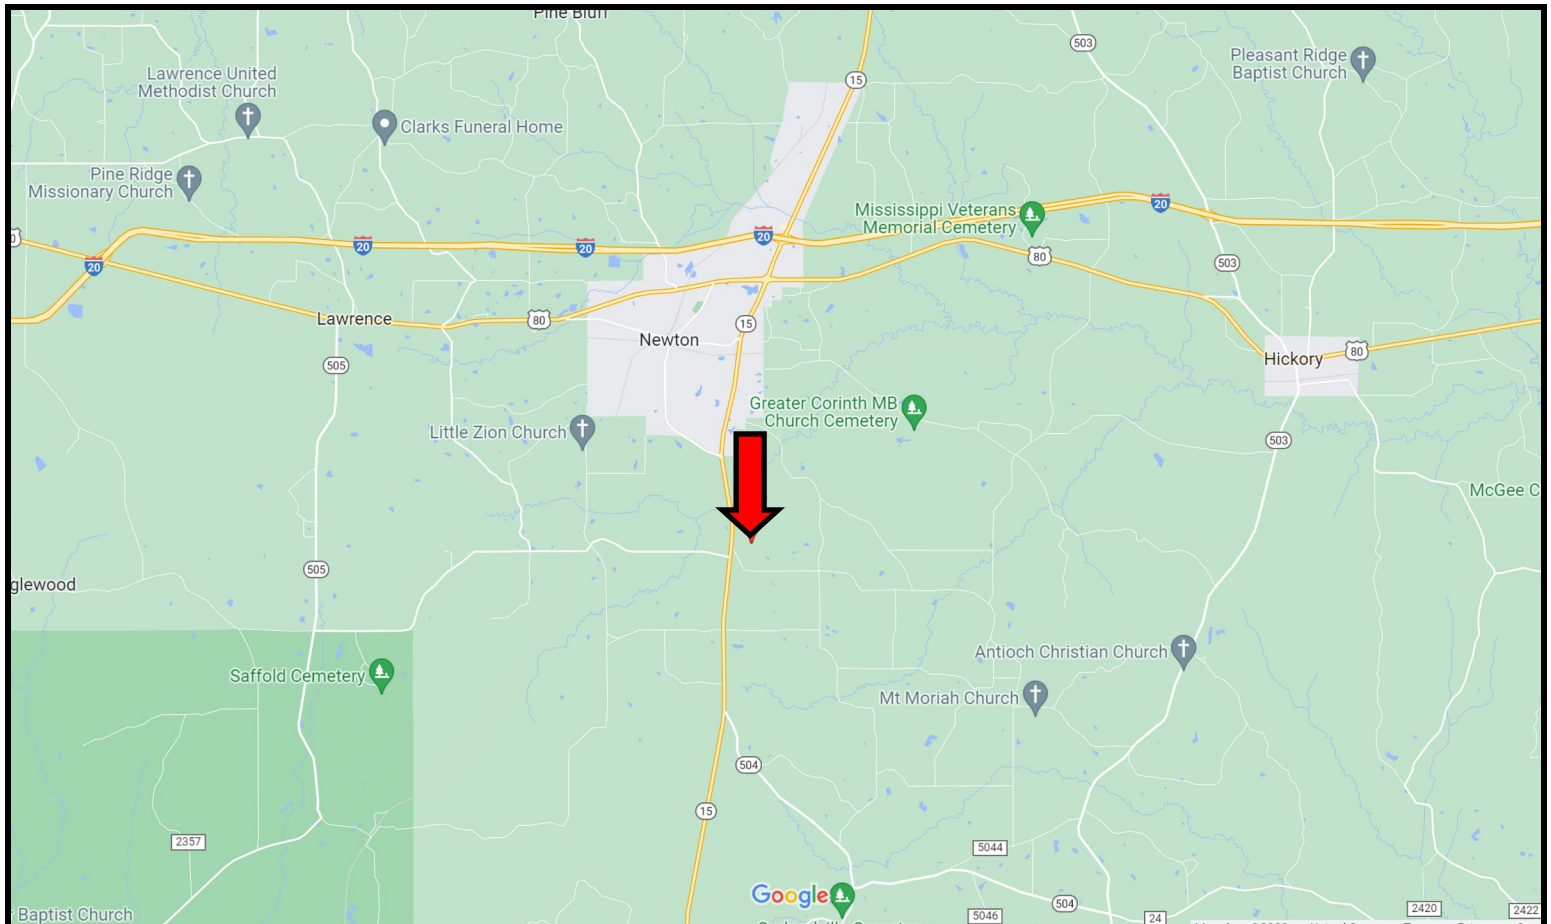 Pine Bluff
503
Pleasant Ridge
Baptist Church
15
Lawrence United
Methodist Church
Clarks Funeral Home
Pine Ridge
Missionary Church
Mississippi Veterans
Memorial Cemetery
20
20
20
20
20
80
503
Lawrence
80
15
Newton
Hickory
80
505
Greater Corinth MB
Church Cemetery
Little Zion Church
503
McGee C
505
glewood
Antioch Christian Church
Saffold Cemetery
Mt Moriah Church
504
15
2357
5044
Google
504
2420
2422
Baptist Church
5046
24